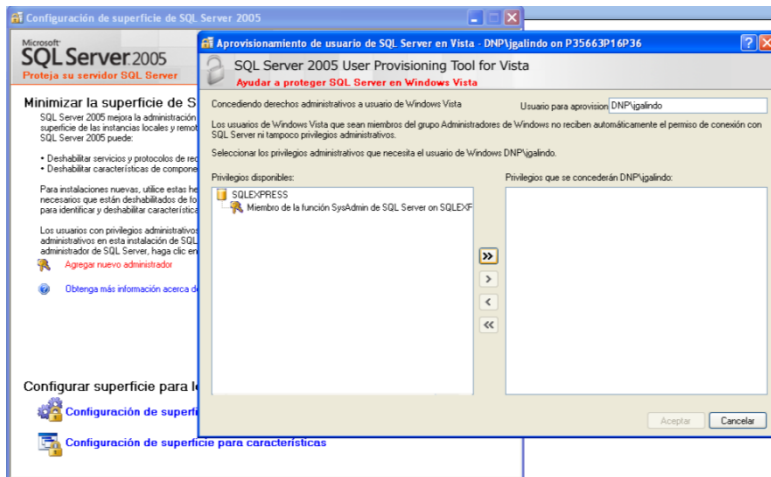 Configuración de superficie de SQL Server 2005
Microsoft
SQL Server 2005
Proteja su servidor SQL Server
Minimizar la superficie de S
SQL Server 2005 mejora la administración
superficie de las instancias locales y remot
SQL Server 2005 puede:
• Deshabilitar servicios y protocolos de red
• Deshabilitar características de compone
Para instalaciones nuevas, utilice estas he
necesarios que están deshabilitados de fo
para identificar y deshabilitar característica
Los usuarios con privilegios administrativos
administrativos en esta instalación de SQL
administrador de SQL Server, haga clic en
Agregar nuevo administrador
Obtenga más información acerca d
Configurar superficie para l
Configuración de superfi
Configuración de superficie para características
Aprovisionamiento de usuario de SQL Server en Vista - DNP\jgalindo on P35663P16P36
SQL Server 2005 User Provisioning Tool for Vista
Ayudar a proteger SQL Server en Windows Vista
Concediendo derechos administrativos a usuario de Windows Vista
Usuario para aprovision DNP\jgalindo
Los usuarios de Windows Vista que sean miembros del grupo Administradores de Windows no reciben automáticamente el permiso de conexión con
SQL Server ni tampoco privilegios administrativos.
Seleccionar los privilegios administrativos que necesita el usuario de Windows DNP\jgalindo.
Privilegios disponibles:
SQLEXPRESS
Miembro de la función SysAdmin de SQL Server on SQLEXF
>>
>
<
<<
Privilegios que se concederán DNP\jgalindo:
Aceptar
Cancelar